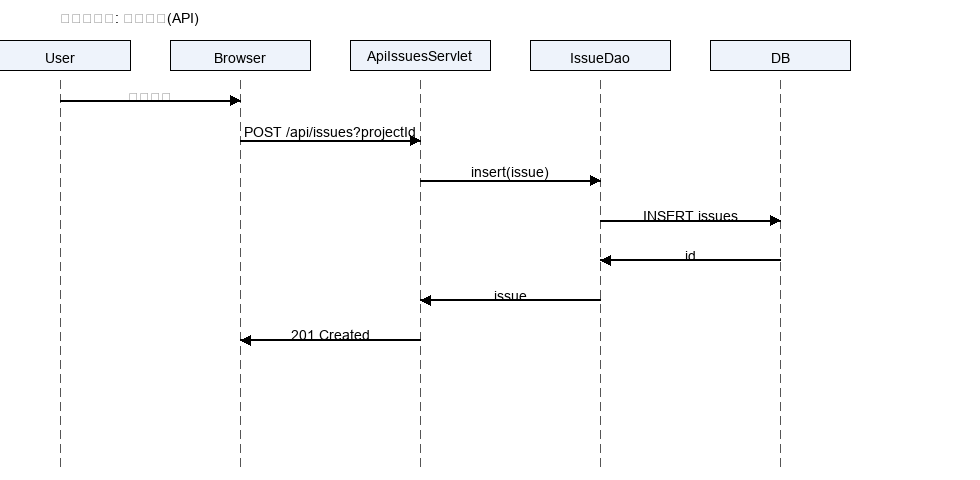 : (API)
User
Browser
ApiIssuesServlet
IssueDao
DB
POST /api/issues?projectId
insert(issue)
INSERT issues
id
issue
201 Created